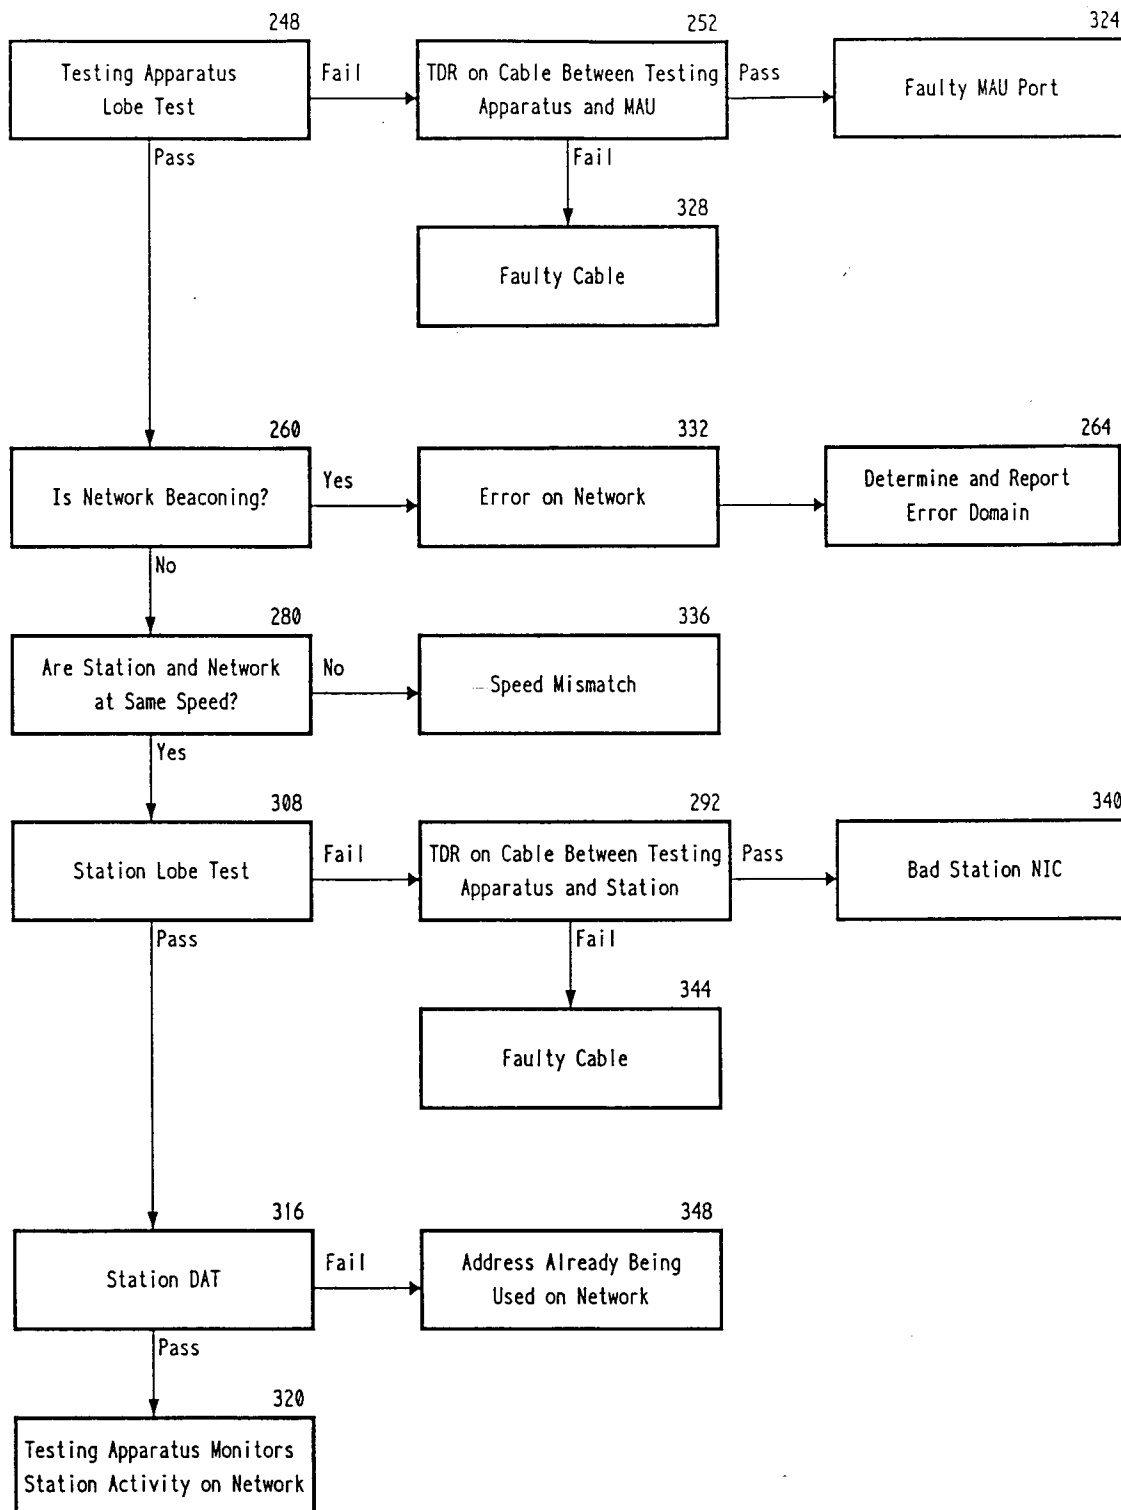 248
252
324
Testing Apparatus
Lobe Test
Fail
TDR on Cable Between Testing
Apparatus and MAU
Pass
Faulty MAU Port
Pass
Fail
328
Faulty Cable
260
332
264
Is Network Beaconing?
Yes
Error on Network
Determine and Report
Error Domain
No
280
336
Are Station and Network
at Same Speed?
No
Speed Mismatch
Yes
308
292
340
Station Lobe Test
Fail
TDR on Cable Between Testing
Apparatus and Station
Pass
Bad Station NIC
Pass
Fail
344
Faulty Cable
316
348
Station DAT
Fail
Address Already Being
Used on Network
Pass
320
Testing Apparatus Monitors
Station Activity on Network